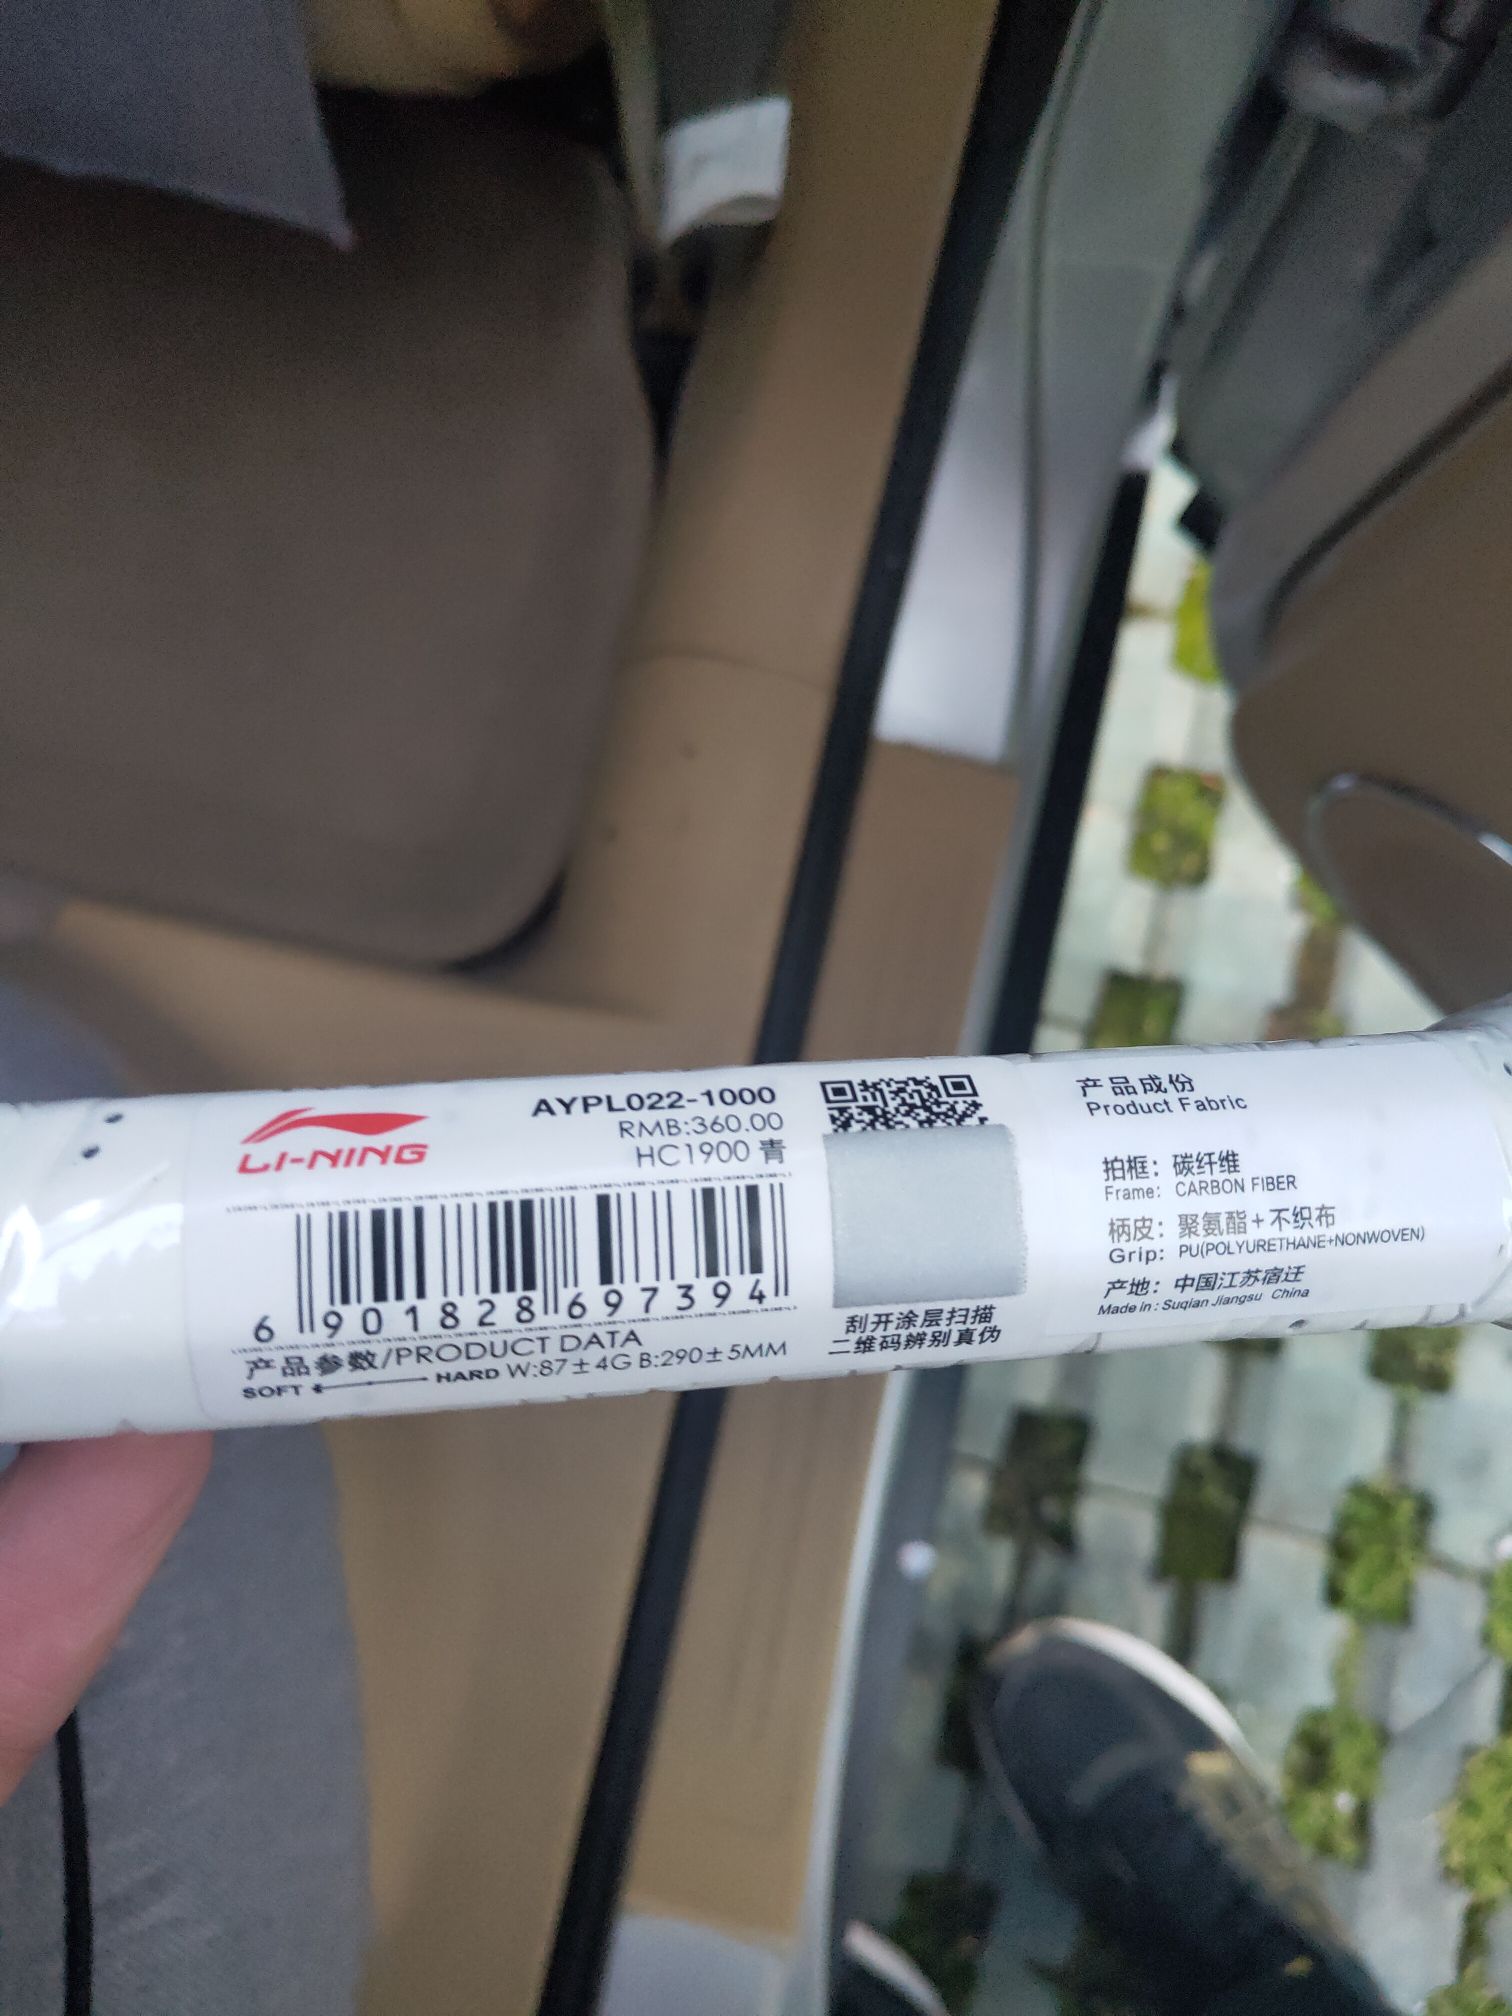 LI-NING
AYPL022-1000
RMB:360.00
HC1900 青
6 901828 697394
产品参数/PRODUCT DATA
SOFT HARD W:87±4G B:290±5MM
刮开涂层扫描
二维码辨别真伪
产品成份
Product Fabric
拍框：碳纤维
Frame: CARBON FIBER
柄皮：聚氨酯+不织布
Grip: PU(POLYURETHANE+NONWOVEN)
产地：中国江苏宿迁
Made in : Suqian Jiangsu China